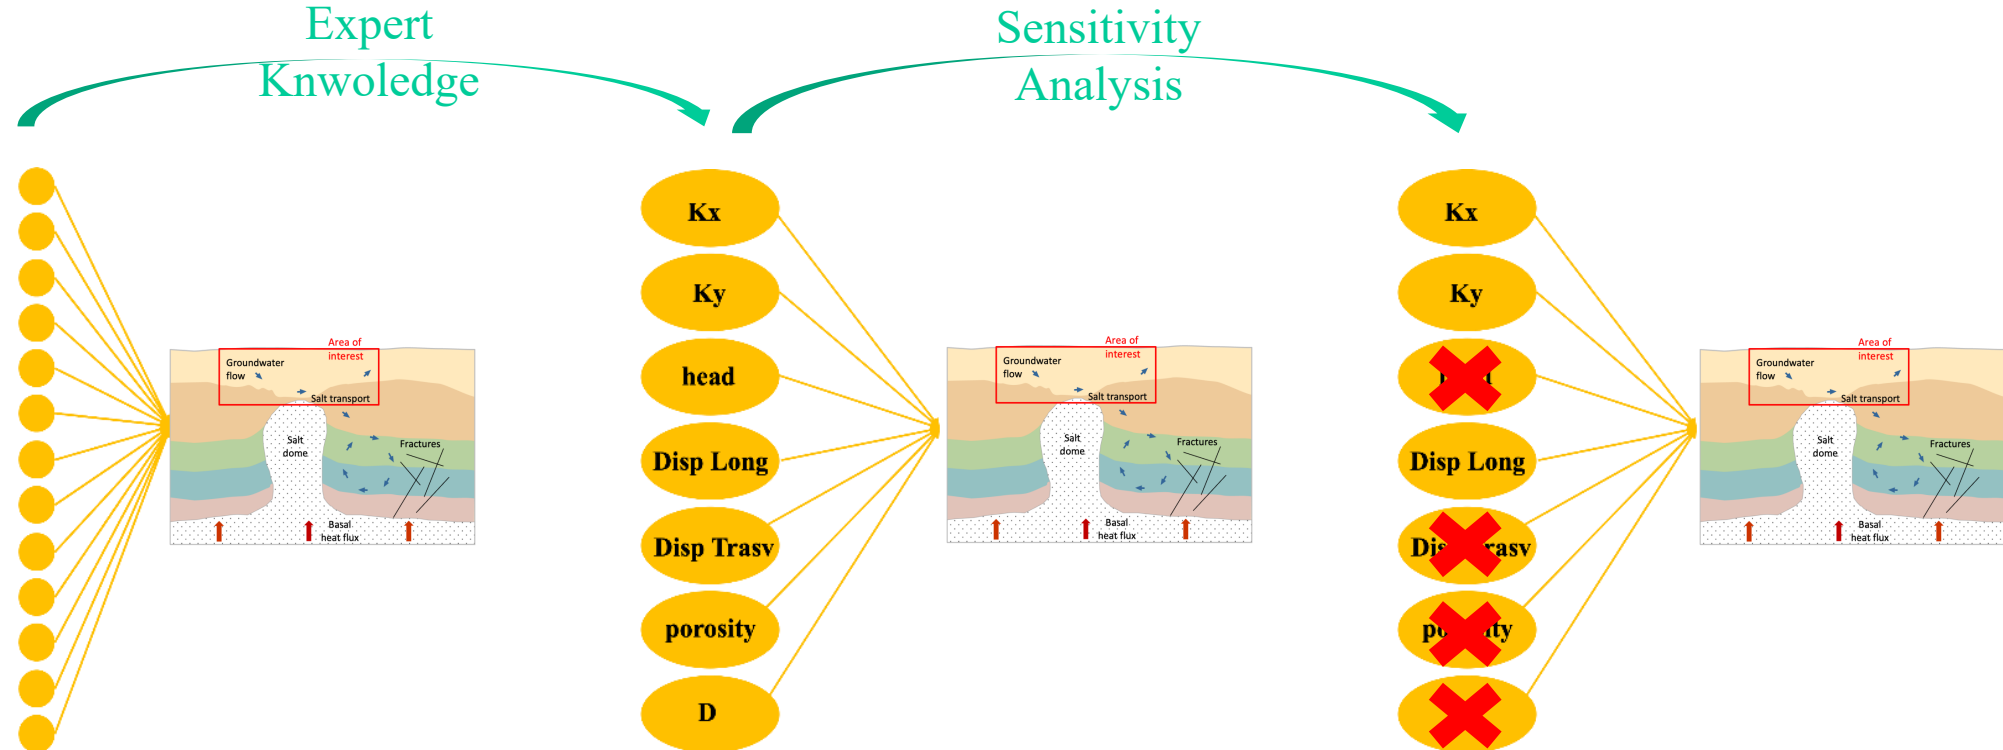 Expert
Knwoledge
Sensitivity
Analysis
Area of
interest
Groundwater
flow
Salt transport
Salt
dome
Fractures
Basal
heat flux
Kx
Ky
head
Disp Long
Disp Trasv
porosity
D
Area of
interest
Groundwater
flow
Salt transport
Salt
dome
Fractures
Basal
heat flux
Kx
Ky
Disp Long
Area of
interest
Groundwater
flow
Salt transport
Salt
dome
Fractures
Basal
heat flux